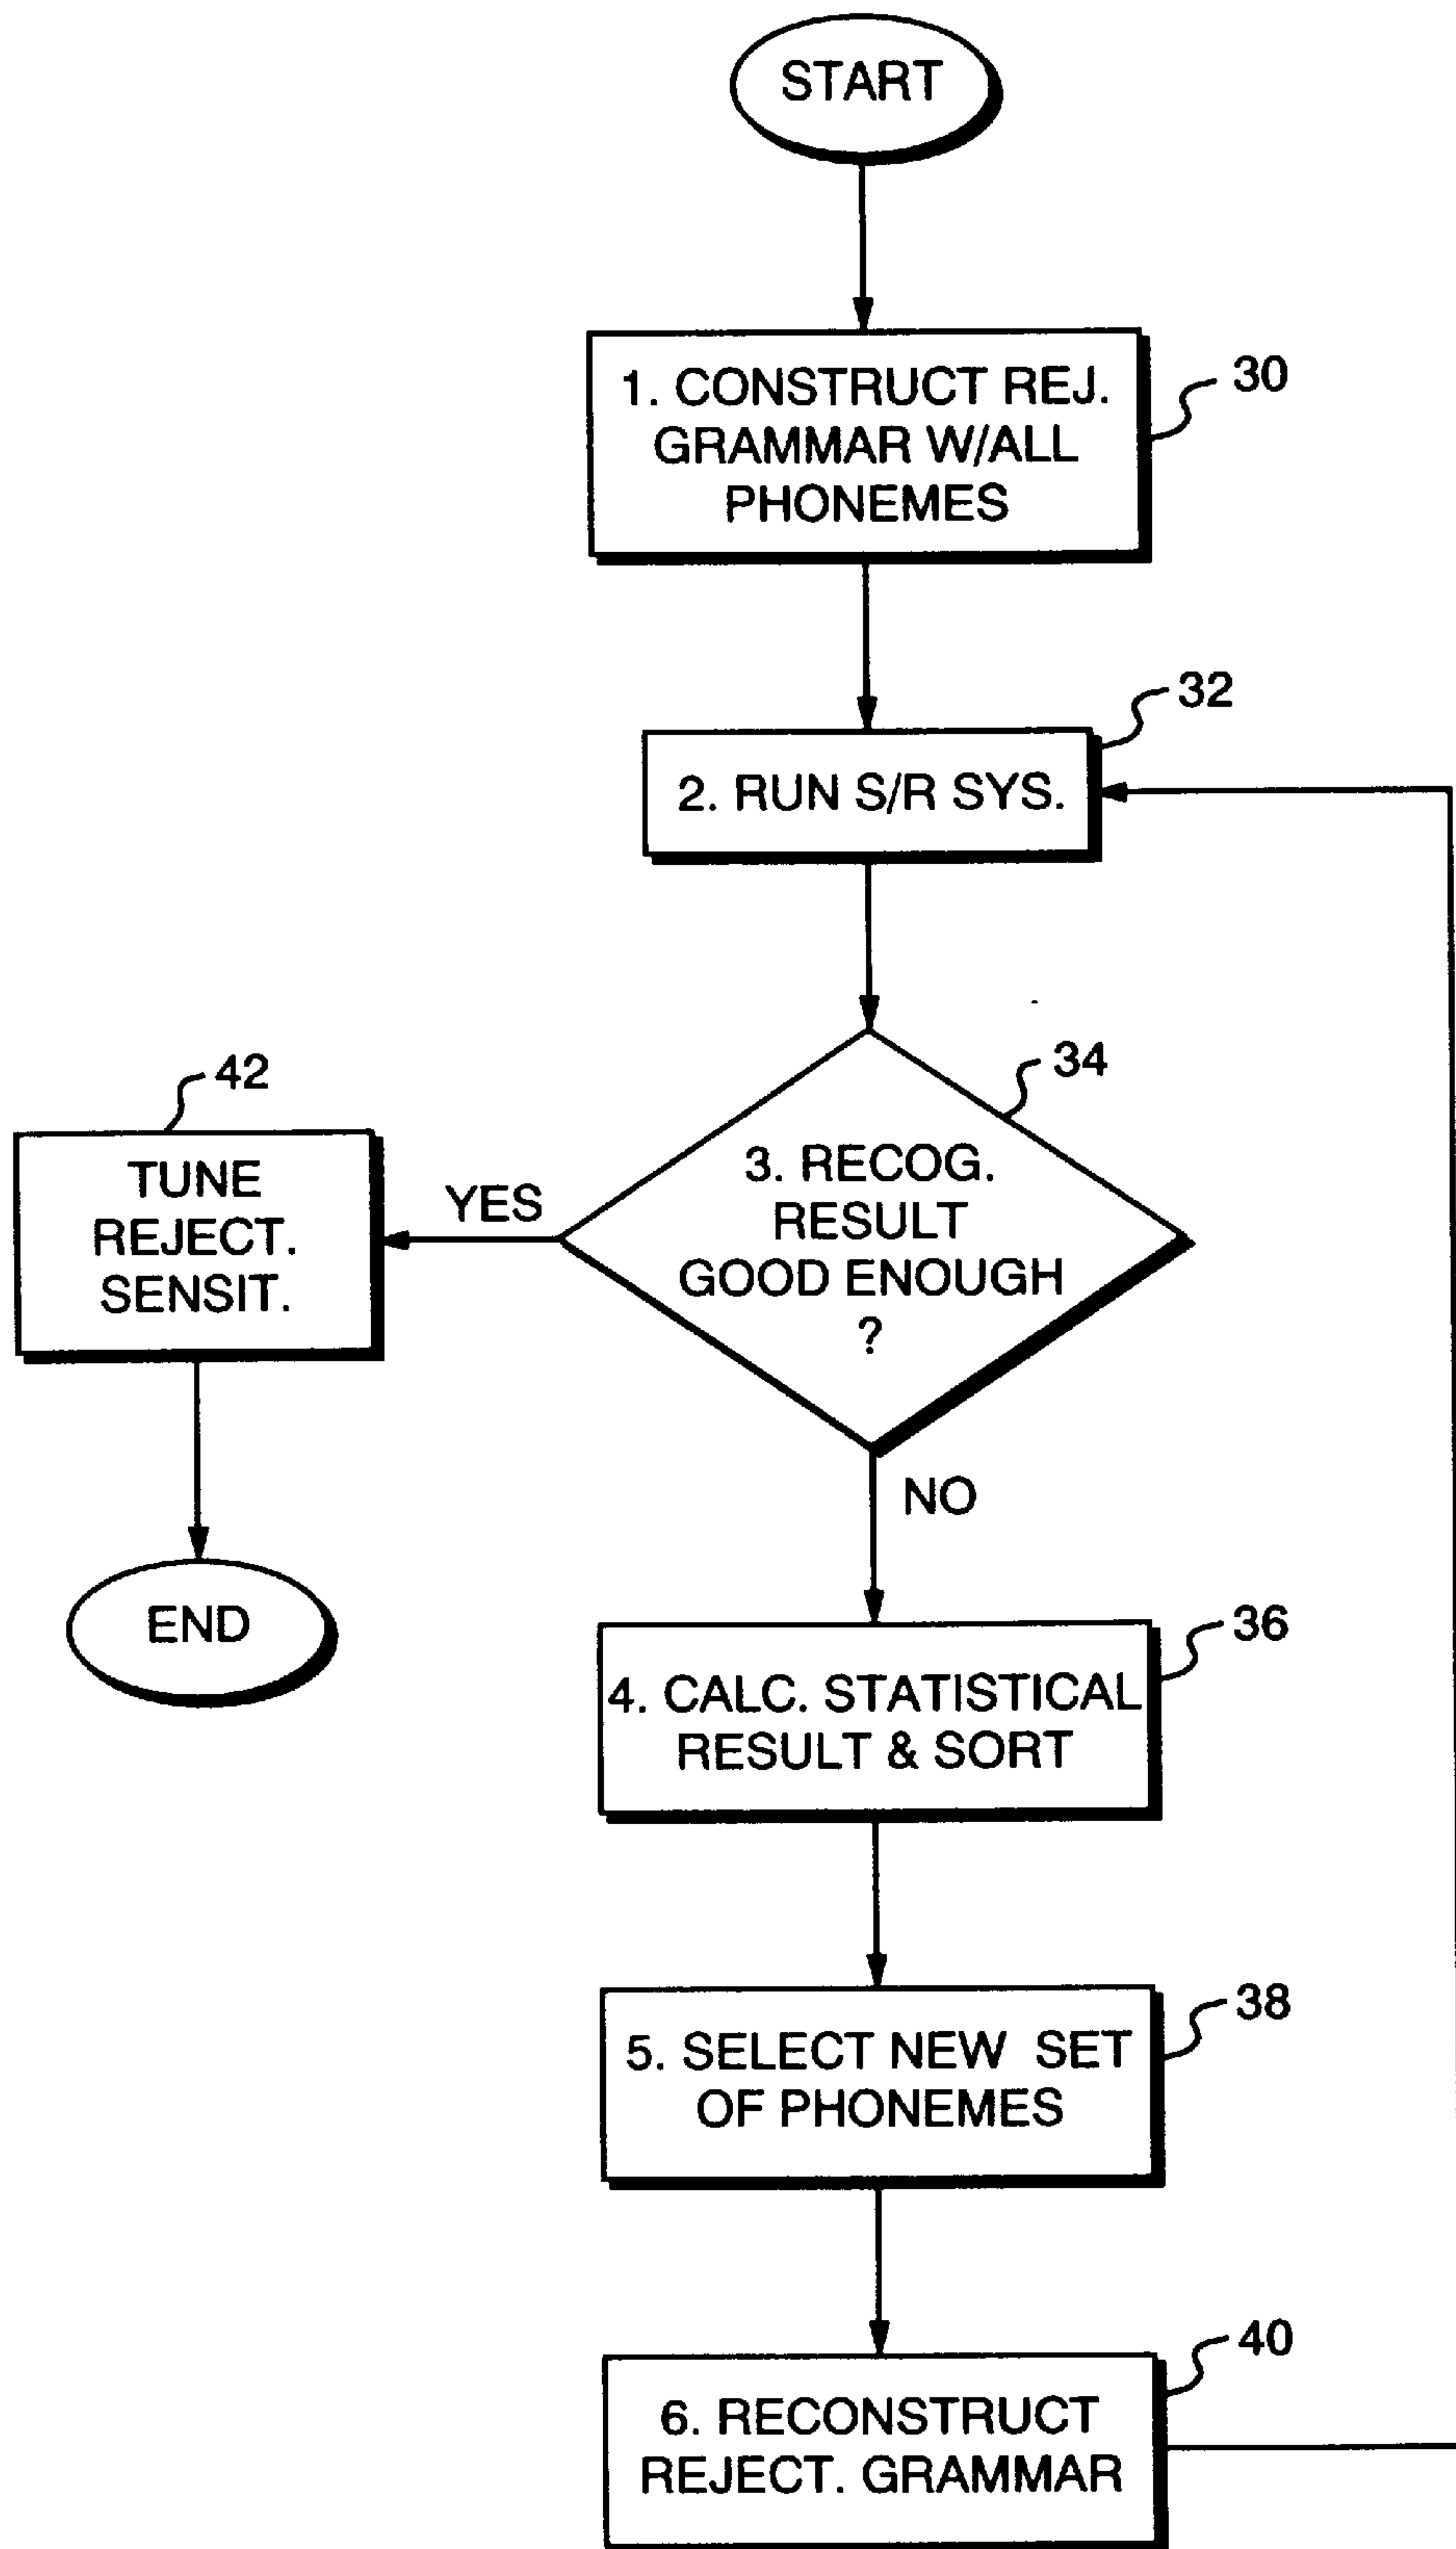 START
1. CONSTRUCT REJ.
GRAMMAR W/ALL
PHONEMES
30
2. RUN S/R SYS.
32
3. RECOG.
RESULT
GOOD ENOUGH
?
34
YES
42
TUNE
REJECT.
SENSIT.
END
NO
4. CALC. STATISTICAL
RESULT & SORT
36
5. SELECT NEW SET
OF PHONEMES
38
6. RECONSTRUCT
REJECT. GRAMMAR
40